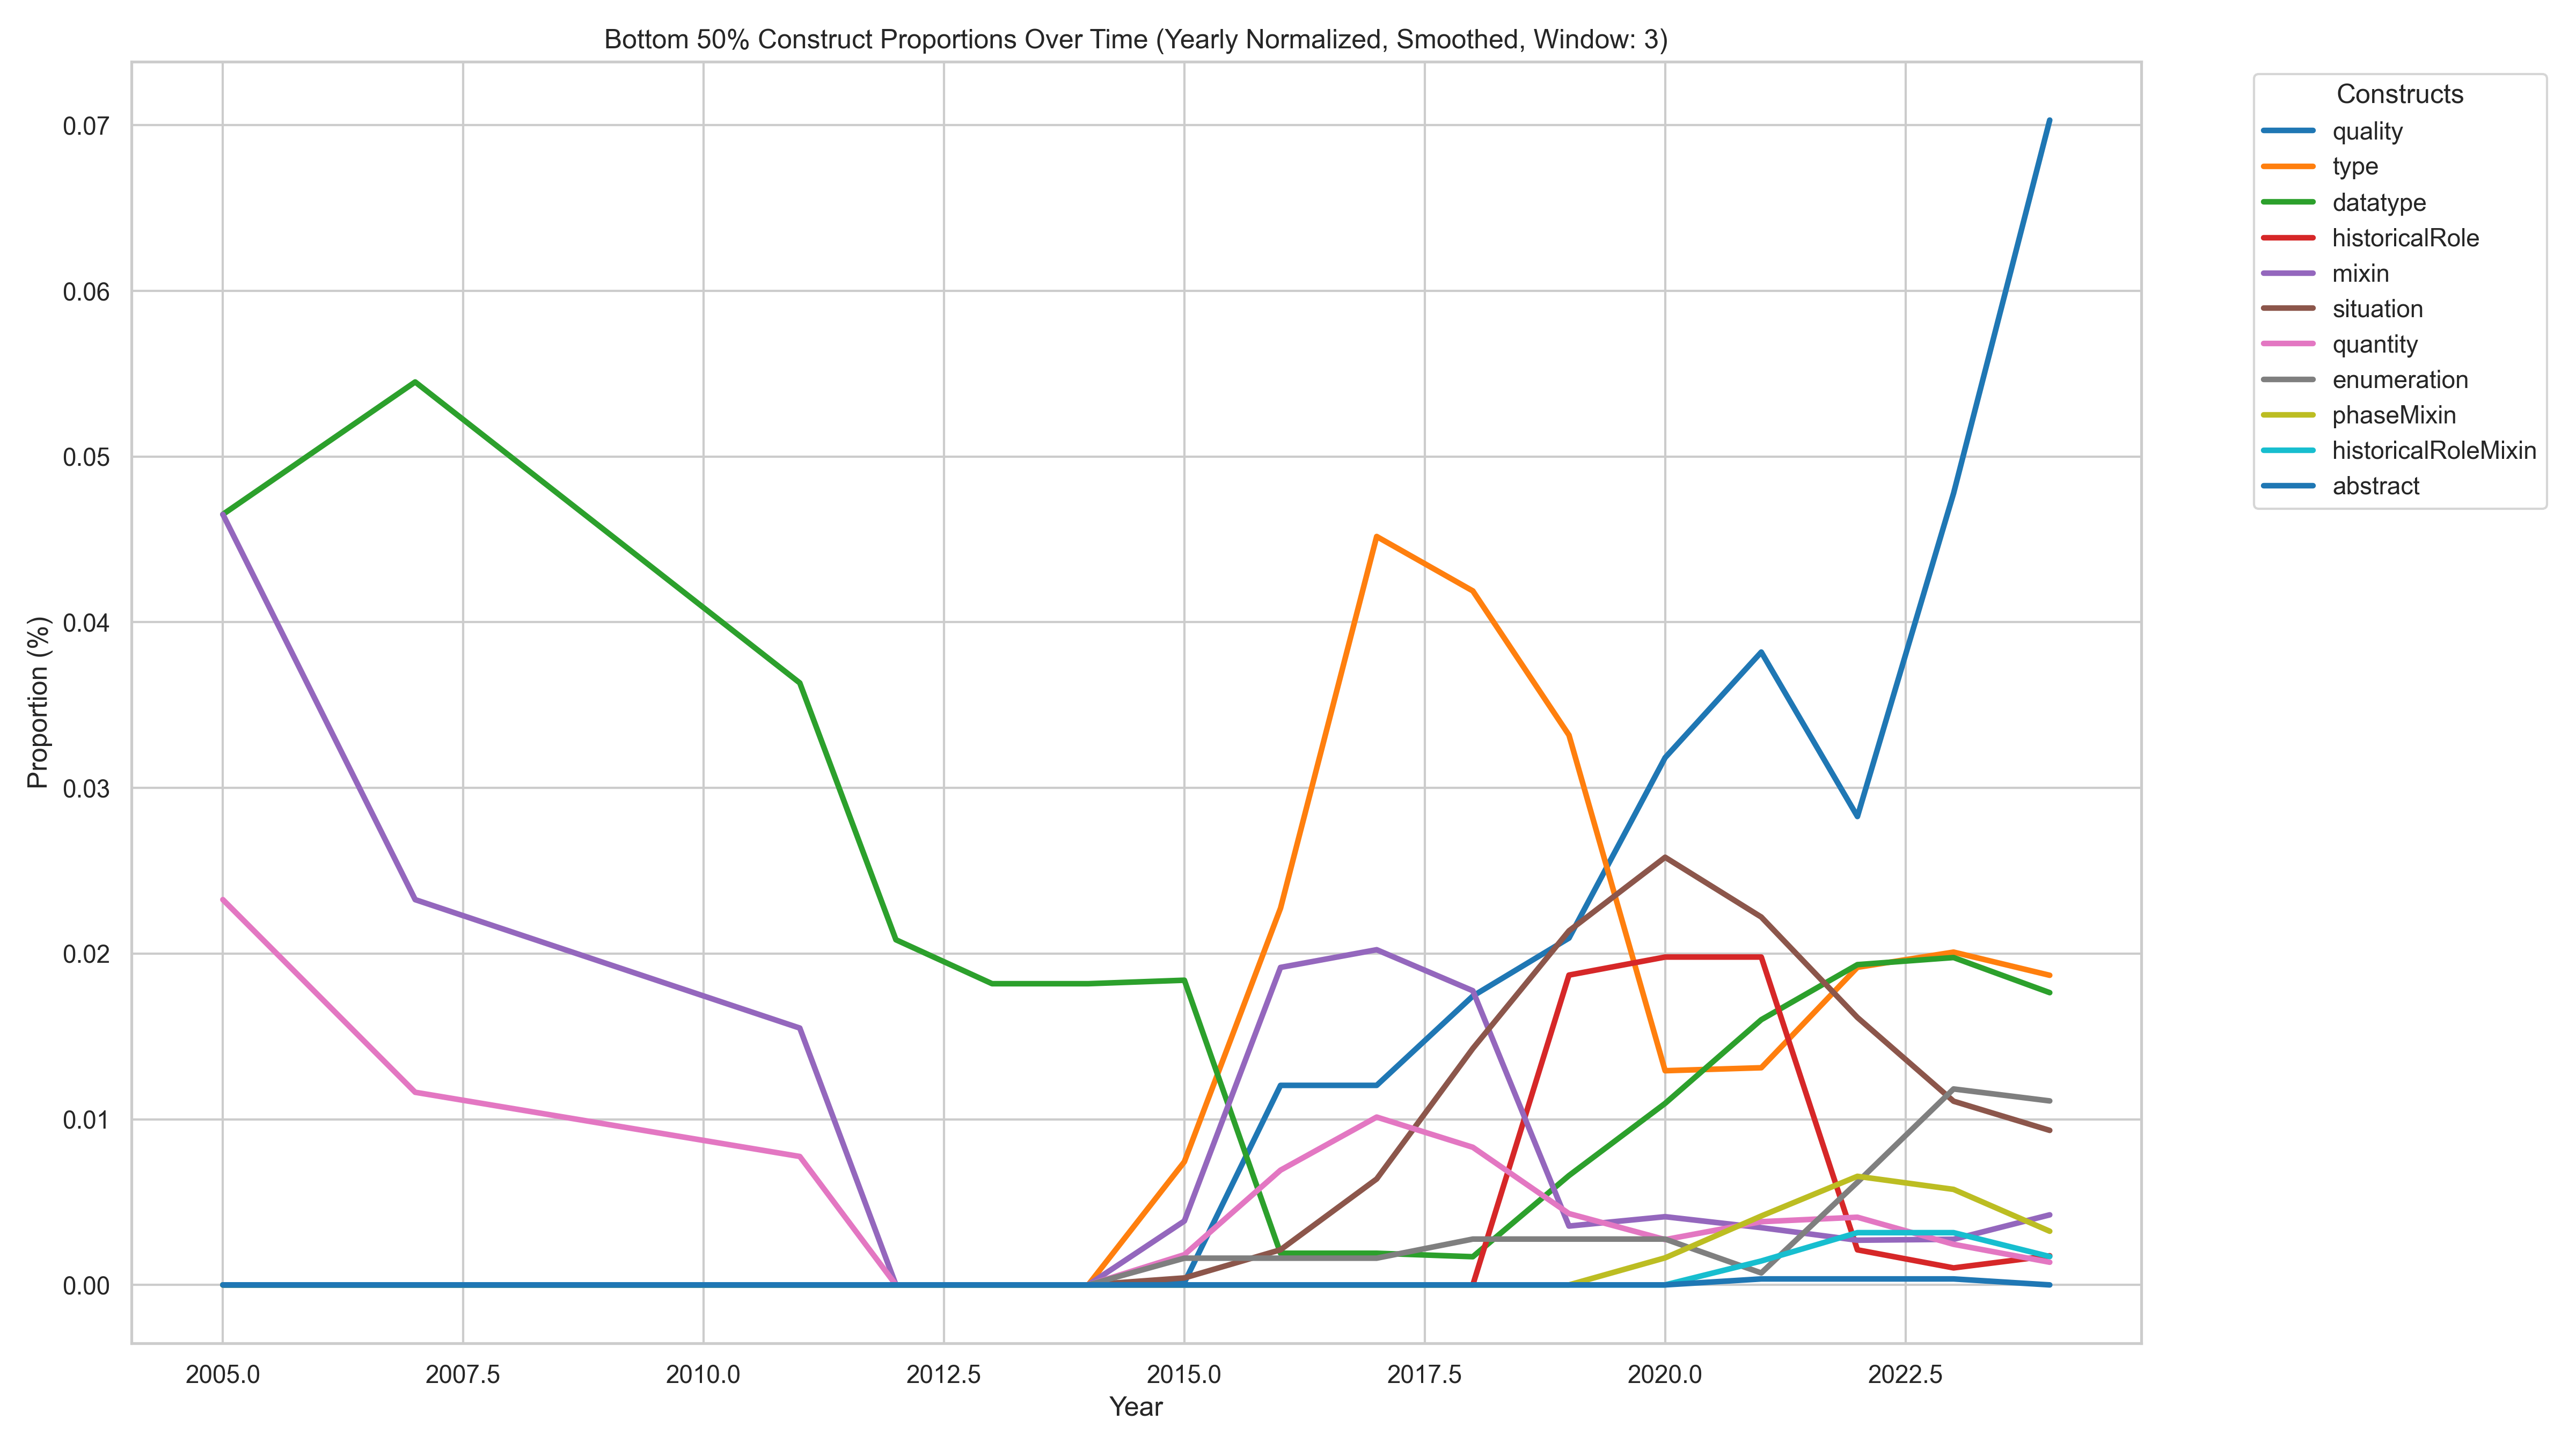 Bottom 50% Construct Proportions Over Time (Yearly Normalized, Smoothed, Window: 3)
Proportion (%)
0.07
0.06
0.05
0.04
0.03
0.02
0.01
0.00
2005.0
2007.5
2010.0
2012.5
2015.0
2017.5
2020.0
2022.5
Year
Constructs
quality
type
datatype
historicalRole
mixin
situation
quantity
enumeration
phaseMixin
historicalRoleMixin
abstract